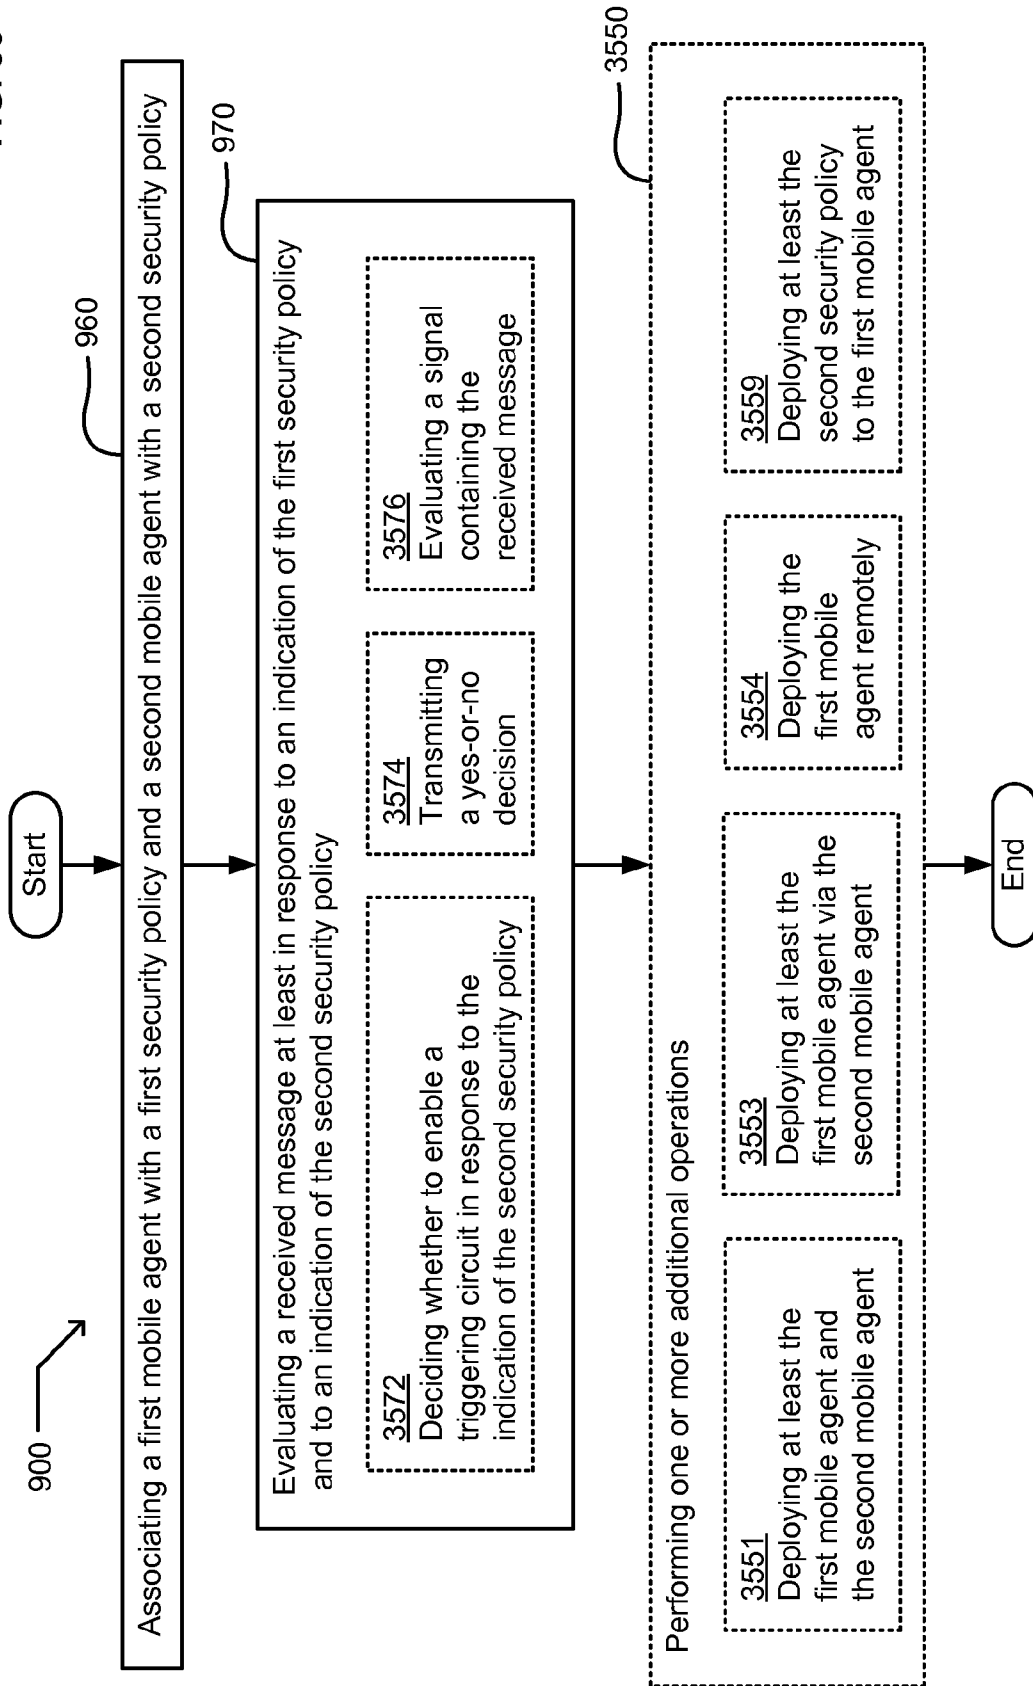 900
Start
960
Associating a first mobile agent with a first security policy and a second mobile agent with a second security policy
970
Evaluating a received message at least in response to an indication of the first security policy
and to an indication of the second security policy
3572
Deciding whether to enable a
triggering circuit in response to the
indication of the second security policy
3574
Transmitting
a yes-or-no
decision
3576
Evaluating a signal
containing the
received message
3550
Performing one or more additional operations
3551
Deploying at least the
first mobile agent and
the second mobile agent
3553
Deploying at least the
first mobile agent via the
second mobile agent
3554
Deploying the
first mobile
agent remotely
3559
Deploying at least the
second security policy
to the first mobile agent
End